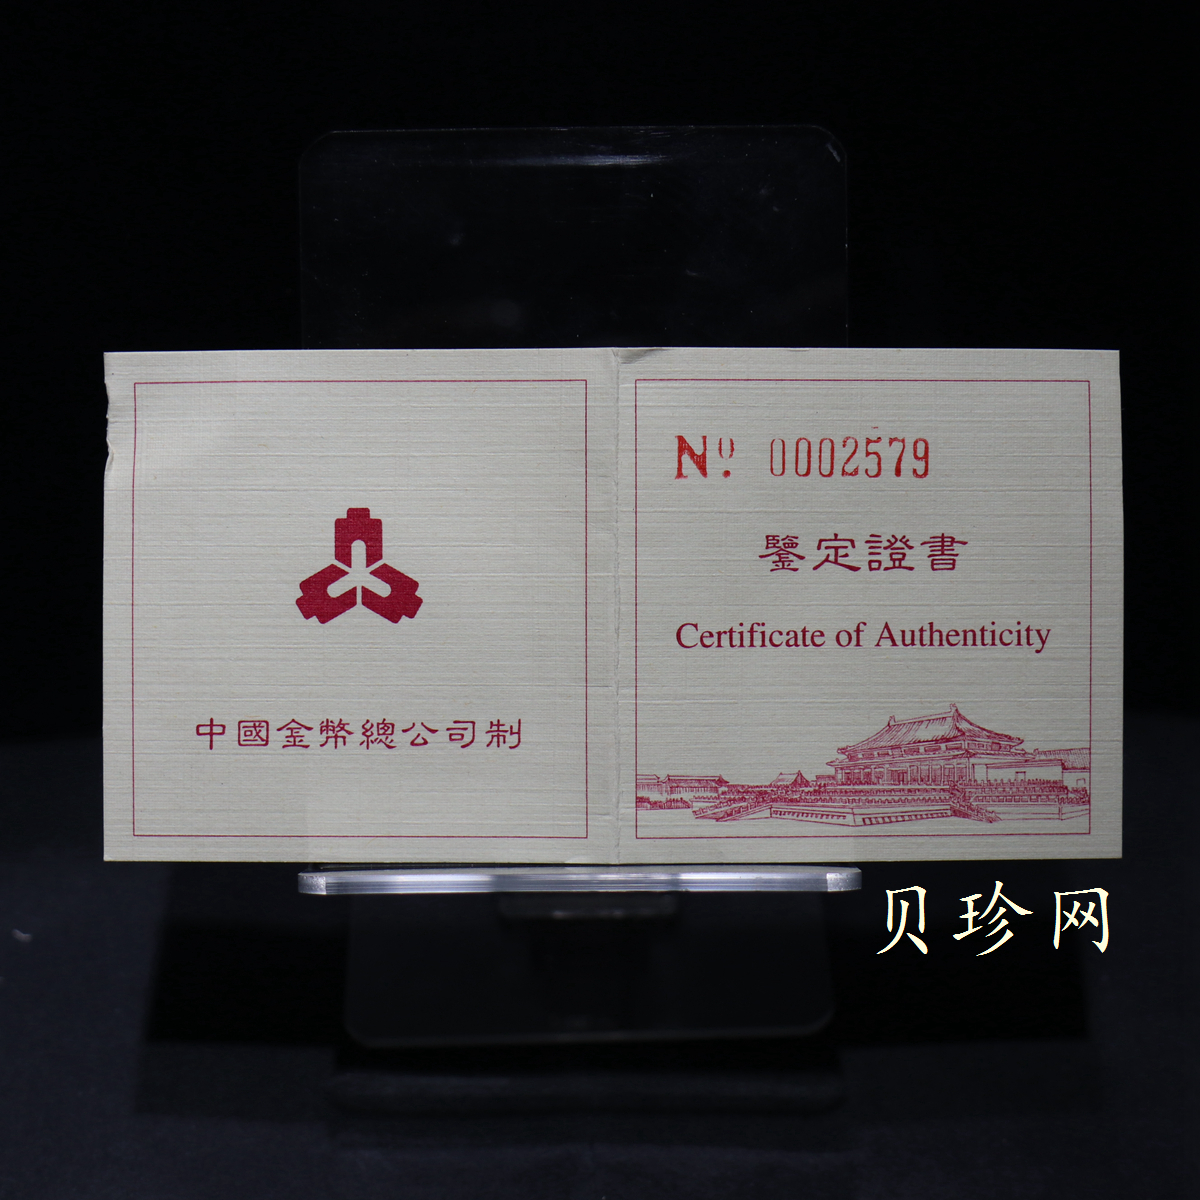 中國金幣總公司制
Nº 0002579
鑒定證書
Certificate of Authenticity
贝珍网